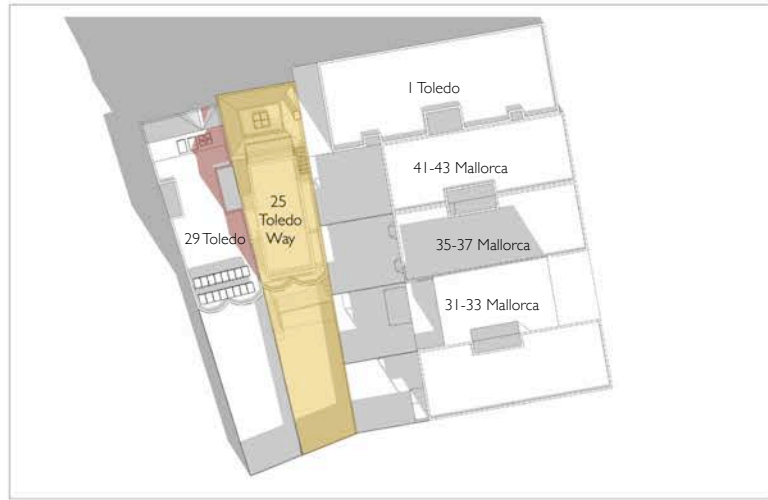 1 Toledo
41-43 Mallorca
25
Toledo
Way
29 Toledo
35-37 Mallorca
31-33 Mallorca